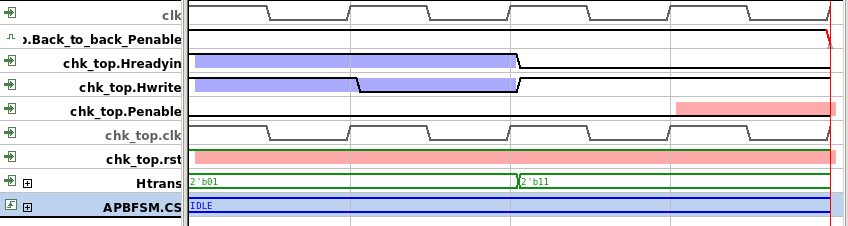 clk
ɔ.Back_to_back_Penable
chk_top.Hreadyin
chk_top.Hwrite
chk_top.Penable
chk_top.clk
chk_top.rst
Htrans 2'b01 2'b11
APBFSM.CS IDLE